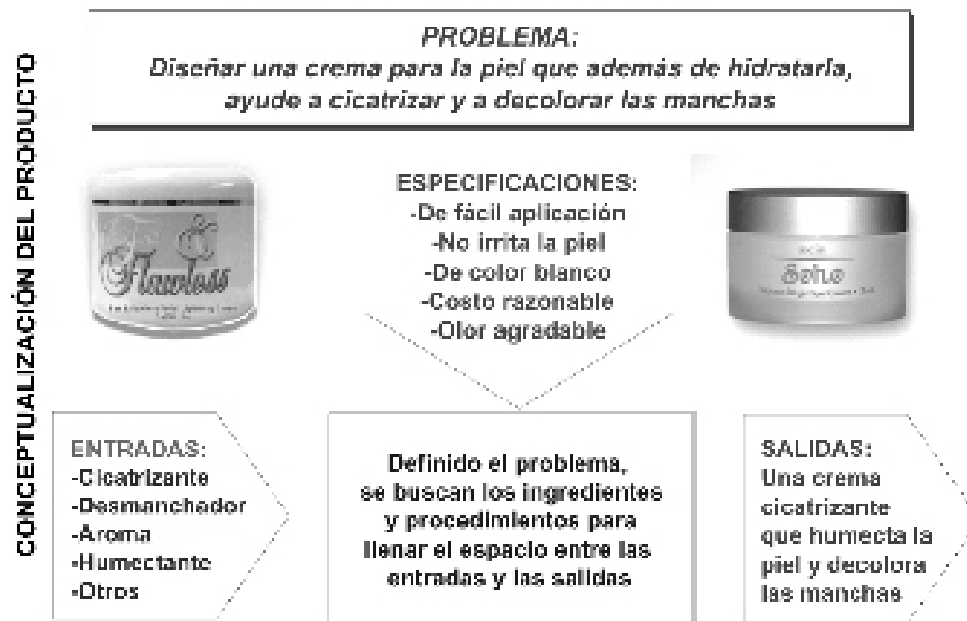 CONCEPTUALIZACIÓN DEL PRODUCTO
PROBLEMA:
Diseñar una crema para la piel que además de hidratarla,
ayude a cicatrizar y a decolorar las manchas
Flawless
ESPECIFICACIONES:
-De fácil aplicación
-No irrita la piel
-De color blanco
-Costo razonable
-Olor agradable
ENTRADAS:
-Cicatrizante
-Desmanchador
-Aroma
-Humectante
-Otros
Definido el problema,
se buscan los ingredientes
y procedimientos para
llenar el espacio entre las
entradas y las salidas
SALIDAS:
Una crema
cicatrizante
que humecta la
piel y decolora
las manchas